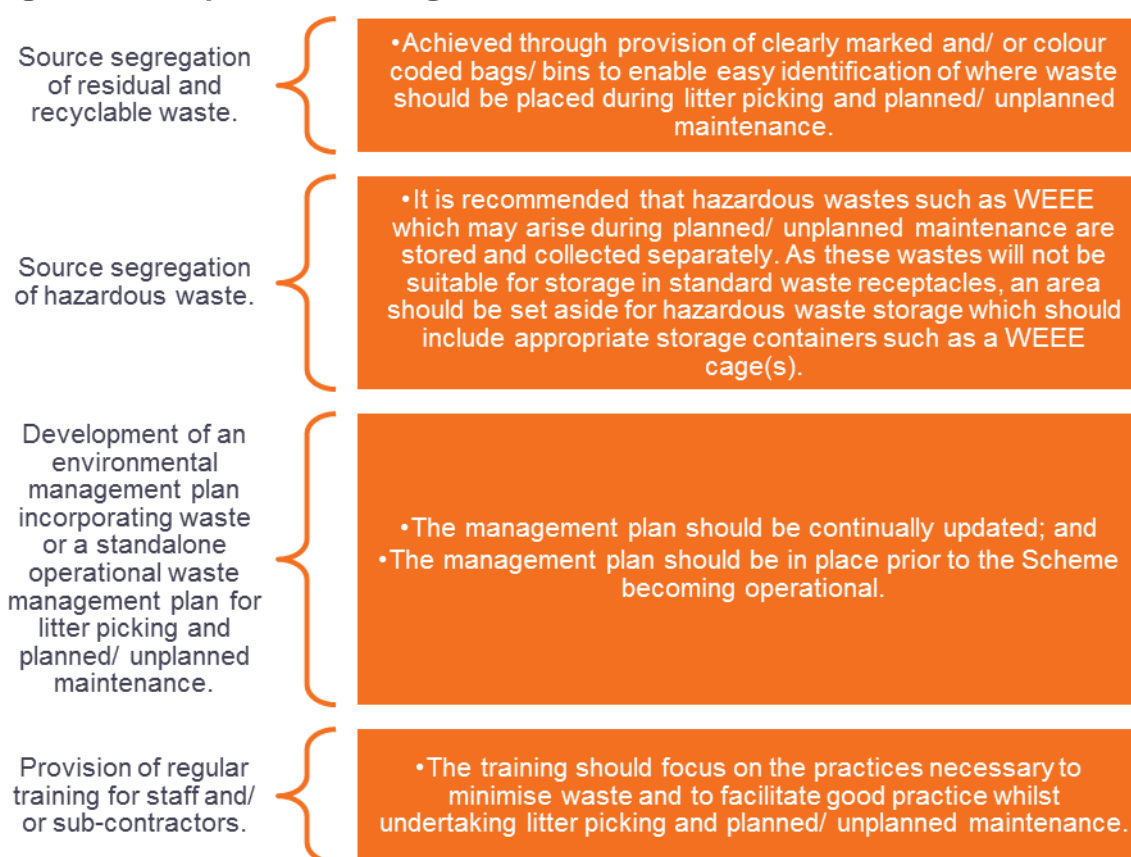 Source segregation
of residual and
recyclable waste.
•Achieved through provision of clearly marked and/ or colour
coded bags/ bins to enable easy identification of where waste
should be placed during litter picking and planned/ unplanned
maintenance.
Source segregation
of hazardous waste.
•It is recommended that hazardous wastes such as WEEE
which may arise during planned/ unplanned maintenance are
stored and collected separately. As these wastes will not be
suitable for storage in standard waste receptacles, an area
should be set aside for hazardous waste storage which should
include appropriate storage containers such as a WEEE
cage(s).
Development of an
environmental
management plan
incorporating waste
or a standalone
operational waste
management plan for
litter picking and
planned/ unplanned
maintenance.
•The management plan should be continually updated; and
•The management plan should be in place prior to the Scheme
becoming operational.
Provision of regular
training for staff and/
or sub-contractors.
•The training should focus on the practices necessary to
minimise waste and to facilitate good practice whilst
undertaking litter picking and planned/ unplanned maintenance.